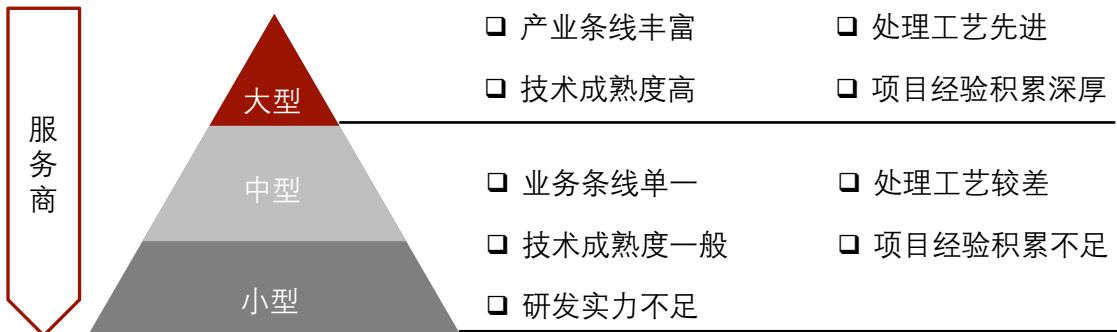 服务商
大型
中型
小型
产业条线丰富
处理工艺先进
技术成熟度高
项目经验积累深厚
业务条线单一
处理工艺较差
技术成熟度一般
项目经验积累不足
研发实力不足